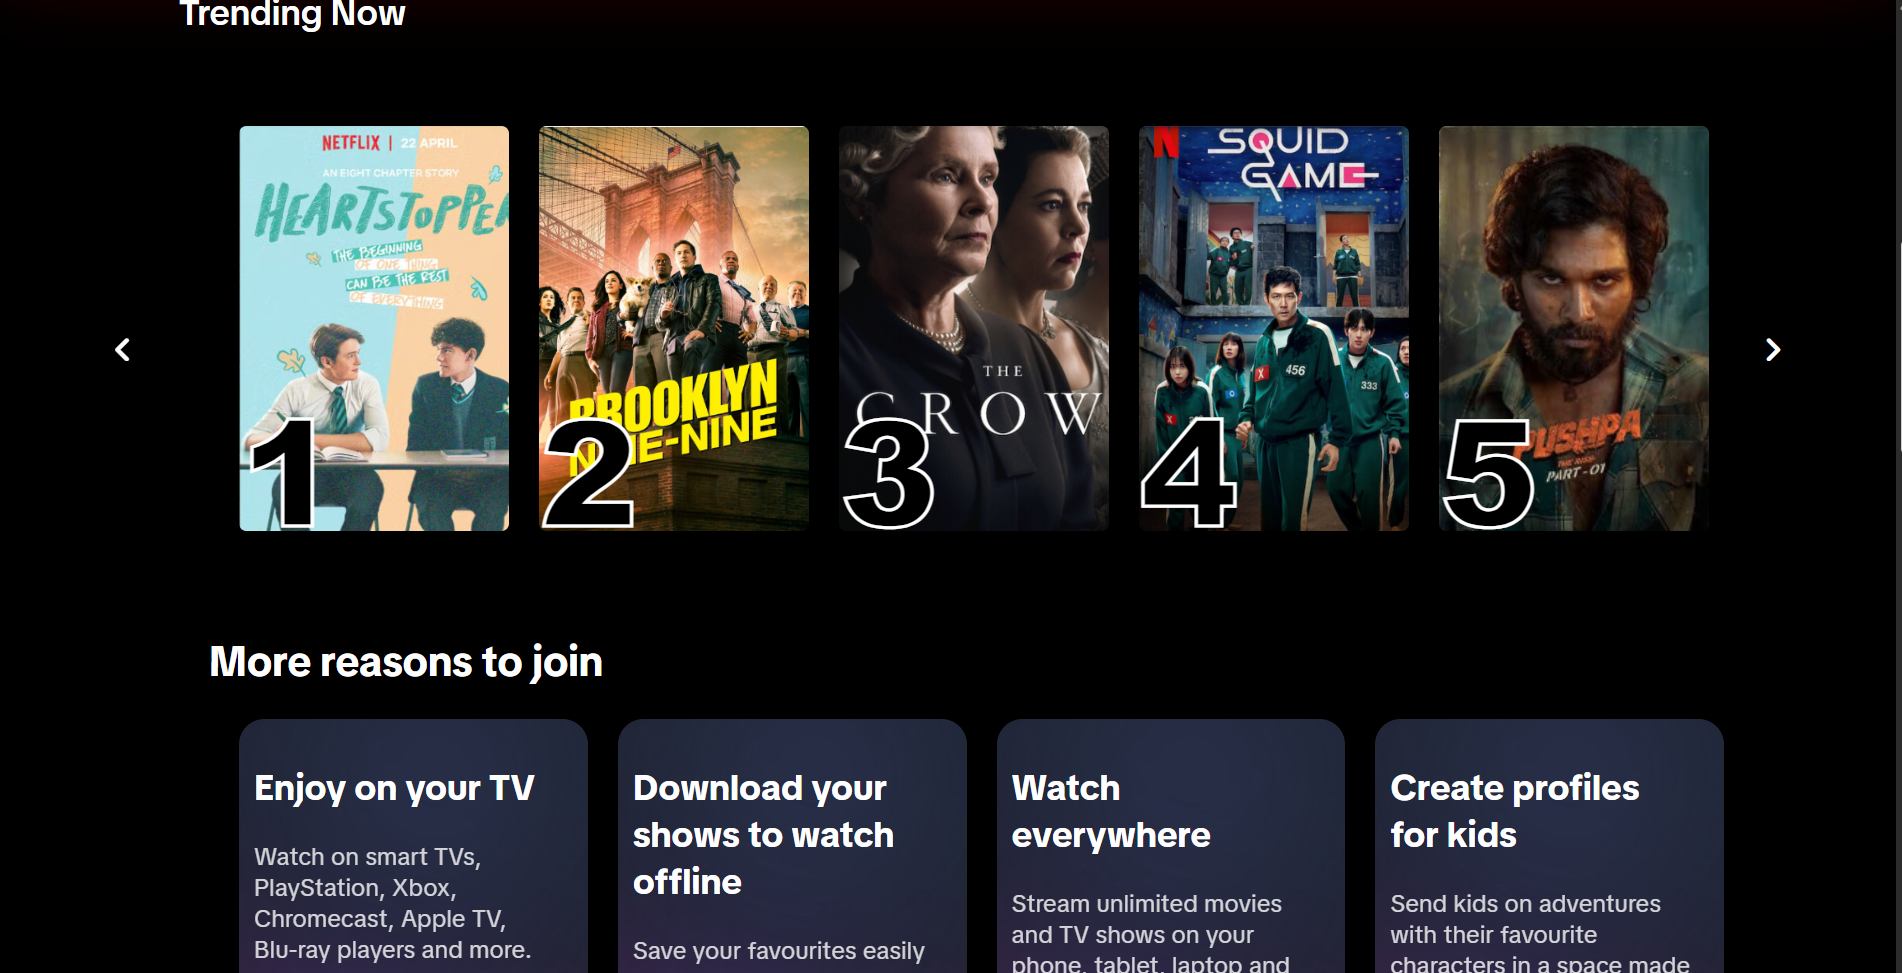 Trending Now
NETFLIX | 22 APRIL
AN EIGHT CHAPTER STORY
HEARTSTOPPER
THE BEGINNING
OF ONE THING
CAN BE THE REST
OF EVERYTHING
1
BROOKLYN
NINE-NINE
2
THE
CROW
3
N
SQUID
GAME
456
333
4
PUSHPA
THE RISE
PART-01
5
More reasons to join
Enjoy on your TV
Watch on smart TVs,
PlayStation, Xbox,
Chromecast, Apple TV,
Blu-ray players and more.
Download your
shows to watch
offline
Save your favourites easily
Watch
everywhere
Stream unlimited movies
and TV shows on your
phone, tablet, laptop and
Create profiles
for kids
Send kids on adventures
with their favourite
characters in a space made